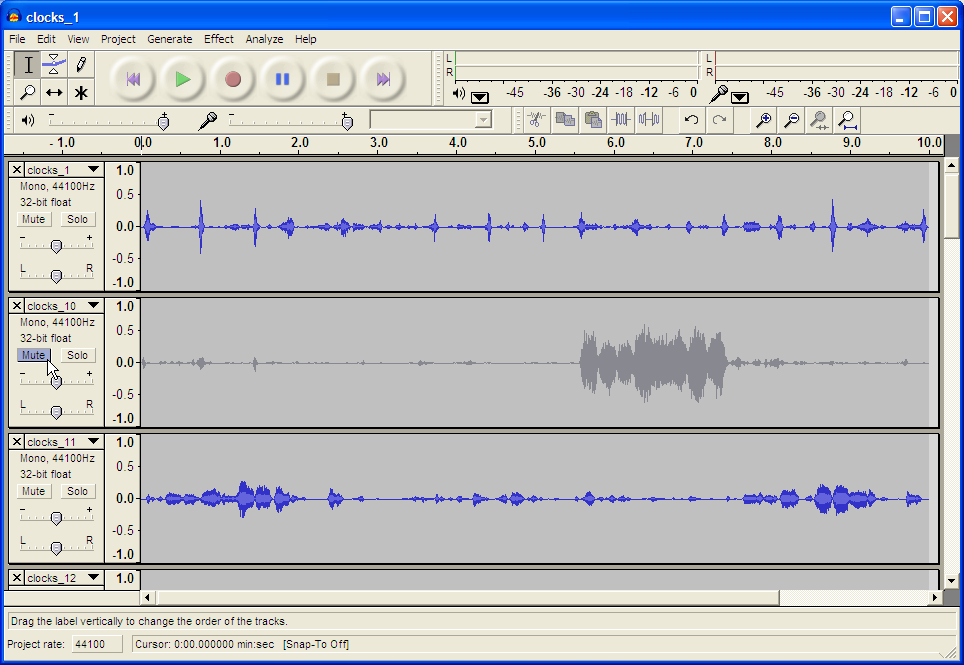 clocks_1
File Edit View Project Generate Effect Analyze Help
L
R
-45 -36 -30 -24 -18 -12 -6 0
L
R
-45 -36 -30 -24 -18 -12 -6 0
- 1.0 0.0 1.0 2.0 3.0 4.0 5.0 6.0 7.0 8.0 9.0 10.0
clocks_1
Mono, 44100Hz
32-bit float
Mute Solo
- +
L R
1.0
0.5
0.0
-0.5
-1.0
clocks_10
Mono, 44100Hz
32-bit float
Mute Solo
- +
L R
1.0
0.5
0.0
-0.5
-1.0
clocks_11
Mono, 44100Hz
32-bit float
Mute Solo
- +
L R
1.0
0.5
0.0
-0.5
-1.0
clocks_12
1.0
Drag the label vertically to change the order of the tracks.
Project rate: 44100 Cursor: 0:00.000000 min:sec [Snap-To Off]